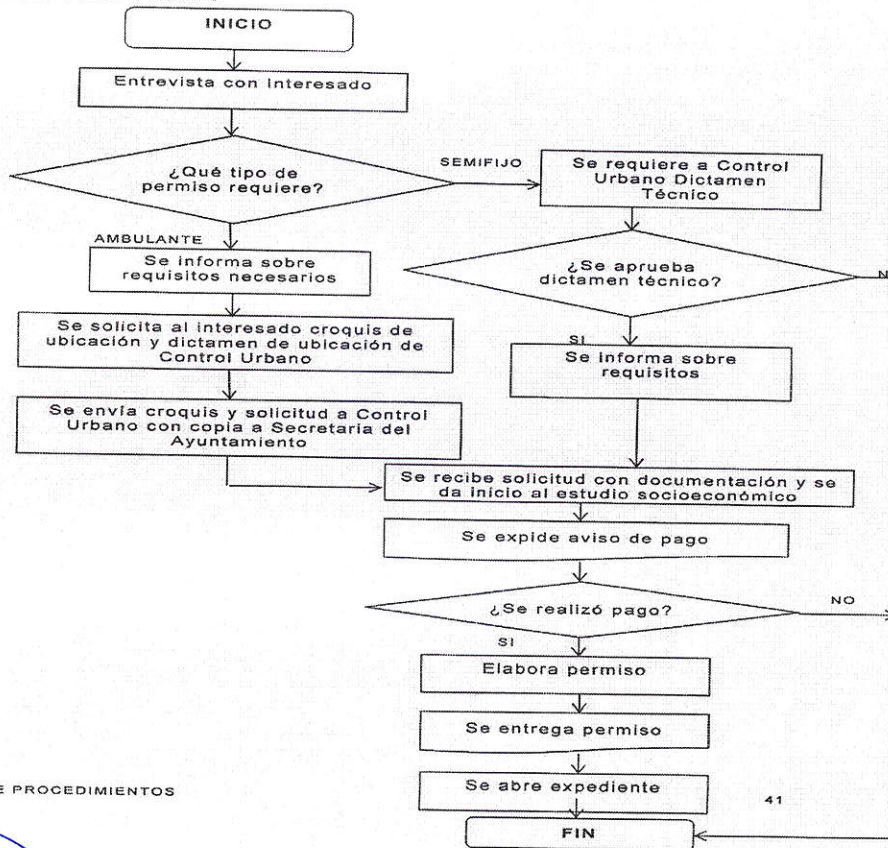 INICIO
Entrevista con interesado
¿Qué tipo de
permiso requiere?
SEMIFIJO
Se requiere a Control
Urbano Dictamen
Técnico
AMBULANTE
Se informa sobre
requisitos necesarios
¿Se aprueba
dictamen técnico?
N
Se solicita al interesado croquis de
ubicación y dictamen de ubicación de
Control Urbano
SI
Se informa sobre
requisitos
Se envía croquis y solicitud a Control
Urbano con copia a Secretaria del
Ayuntamiento
Se recibe solicitud con documentación y se
da inicio al estudio socioeconómico
Se expide aviso de pago
¿Se realizó pago?
NO
SI
Elabora permiso
Se entrega permiso
Se abre expediente
E PROCEDIMIENTOS
41
FIN